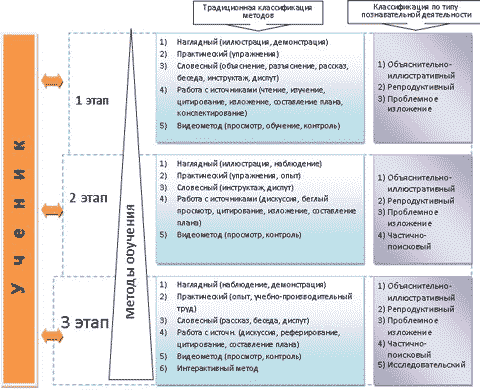 Традиционная классификация
методов
Классификация по типу
познавательной деятельности
Ученик
Методы обучения
1 этап
1) Наглядный (иллюстрация, демонстрация)
2) Практический (упражнения)
3) Словесный (объяснение, разъяснение, рассказ,
беседа, инструктаж, диспут)
4) Работа с источниками (чтение, изучение,
цитирование, изложение, составление плана,
конспектирование)
5) Видеометод (просмотр, обучение, контроль)
1) Объяснительно-
иллюстративный
2) Репродуктивный
3) Проблемное
изложение
2 этап
1) Наглядный (иллюстрация, наблюдение)
2) Практический (упражнения, опыт)
3) Словесный (инструктаж, диспут)
4) Работа с источниками (дискуссия, беглый
просмотр, цитирование, изложение, составление
плана)
5) Видеометод (просмотр, контроль)
1) Объяснительно-
иллюстративный
2) Репродуктивный
3) Проблемное
изложение
4) Частично-
поисковый
3 этап
1) Наглядный (наблюдение, демонстрация)
2) Практический (опыт, учебно-производительный
труд)
3) Словесный (рассказ, беседа, диспут)
4) Работа с источн. (дискуссия, реферирование,
цитирование, составление плана)
5) Видеометод (просмотр, контроль)
6) Интерактивный метод
1) Объяснительно-
иллюстративный
2) Репродуктивный
3) Проблемное
изложение
4) Частично-
поисковый
5) Исследовательский